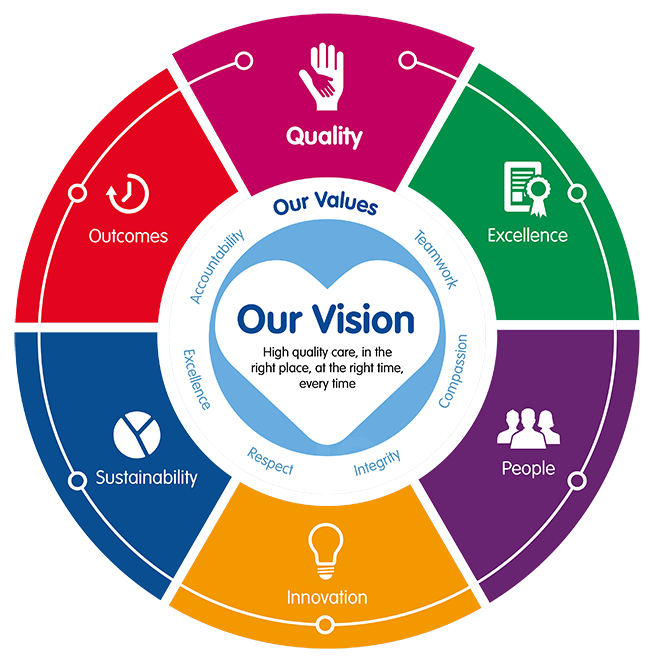 Quality
Outcomes
Excellence
Our Values
Accountability
Teamwork
Our Vision
High quality care, in the
right place, at the right time,
every time
Excellence
Compassion
Respect
Integrity
Sustainability
People
Innovation